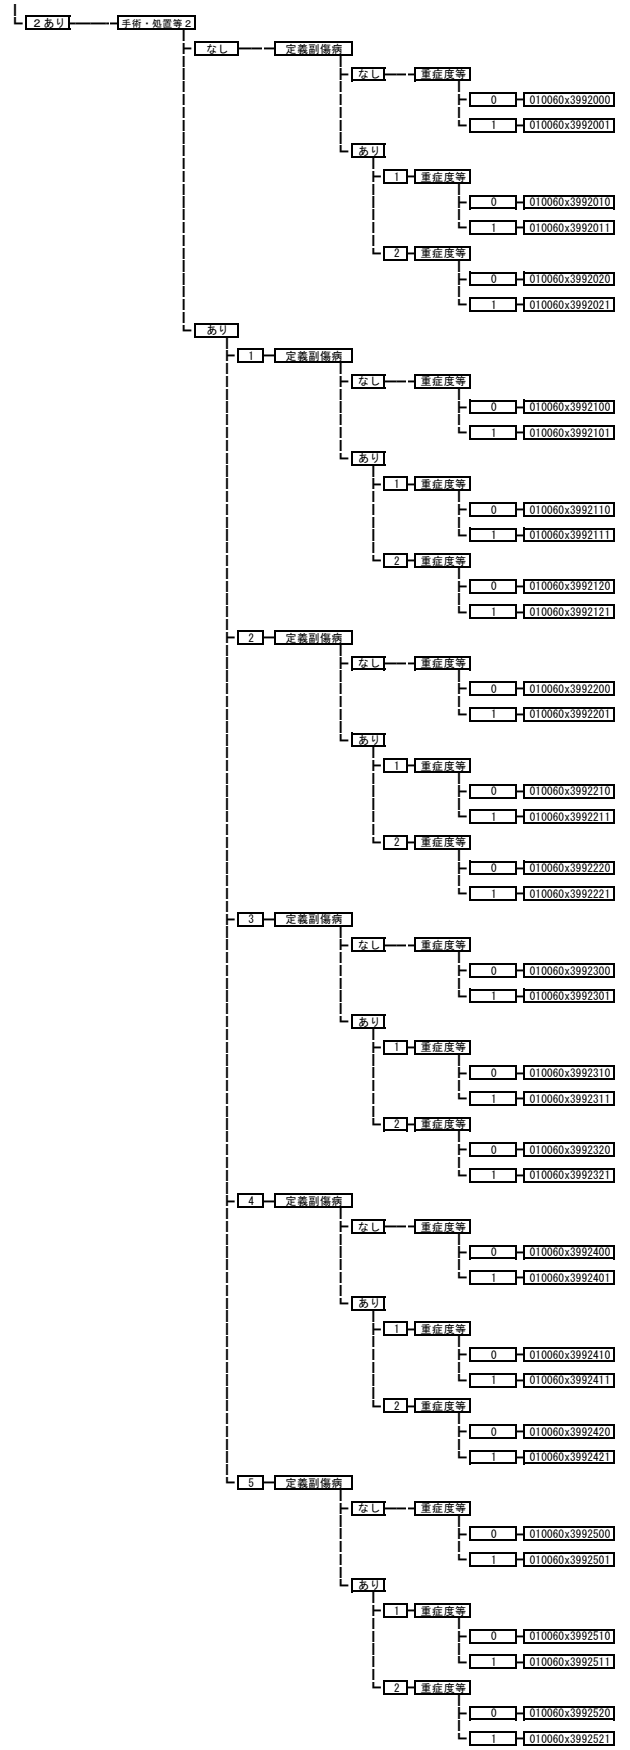 ２あり 手術・処置等２
なし 定義副傷病
なし 重症度等
0 010060x3992000
1 010060x3992001
あり
1 重症度等
0 010060x3992010
1 010060x3992011
2 重症度等
0 010060x3992020
1 010060x3992021
あり
1 定義副傷病
なし 重症度等
0 010060x3992100
1 010060x3992101
あり
1 重症度等
0 010060x3992110
1 010060x3992111
2 重症度等
0 010060x3992120
1 010060x3992121
2 定義副傷病
なし 重症度等
0 010060x3992200
1 010060x3992201
あり
1 重症度等
0 010060x3992210
1 010060x3992211
2 重症度等
0 010060x3992220
1 010060x3992221
3 定義副傷病
なし 重症度等
0 010060x3992300
1 010060x3992301
あり
1 重症度等
0 010060x3992310
1 010060x3992311
2 重症度等
0 010060x3992320
1 010060x3992321
4 定義副傷病
なし 重症度等
0 010060x3992400
1 010060x3992401
あり
1 重症度等
0 010060x3992410
1 010060x3992411
2 重症度等
0 010060x3992420
1 010060x3992421
5 定義副傷病
なし 重症度等
0 010060x3992500
1 010060x3992501
あり
1 重症度等
0 010060x3992510
1 010060x3992511
2 重症度等
0 010060x3992520
1 010060x3992521